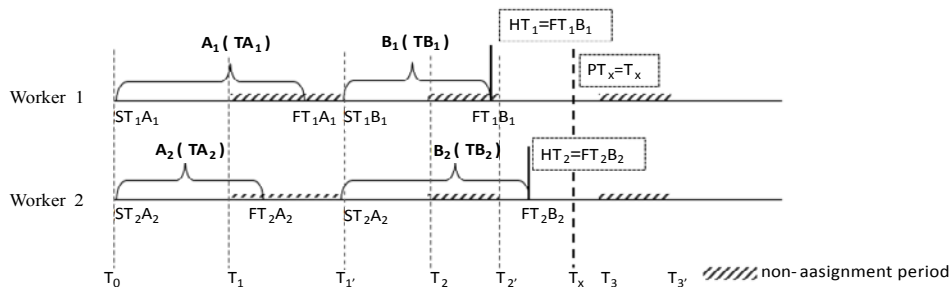 HT₁=FT₁B₁
A₁ ( TA₁ )
B₁ ( TB₁ )
PTₓ=Tₓ
Worker 1
ST₁A₁
FT₁A₁
ST₁B₁
FT₁B₁
A₂ ( TA₂ )
B₂ ( TB₂ )
HT₂=FT₂B₂
Worker 2
ST₂A₂
FT₂A₂
ST₂A₂
FT₂B₂
T₀ T₁ T₁′ T₂ T₂′ Tₓ T₃ T₃′ non-aasignment period